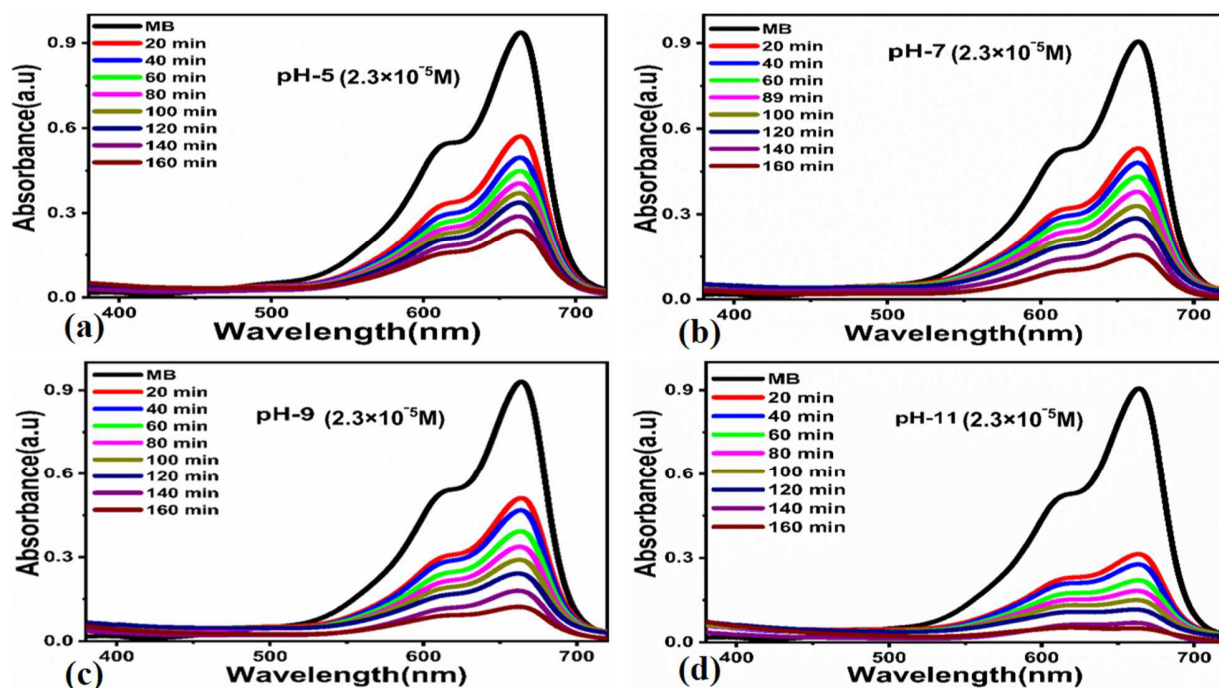 MB
20 min
40 min
60 min
80 min
100 min
120 min
140 min
160 min
pH-5 (2.3×10⁻⁵M)
Absorbance(a.u)
0.9
0.6
0.3
0.0
400
500
600
700
Wavelength(nm)
(a)
MB
20 min
40 min
60 min
89 min
100 min
120 min
140 min
160 min
pH-7 (2.3×10⁻⁵M)
Absorbance(a.u)
0.9
0.6
0.3
0.0
400
500
600
700
Wavelength(nm)
(b)
MB
20 min
40 min
60 min
80 min
100 min
120 min
140 min
160 min
pH-9 (2.3×10⁻⁵M)
Absorbance(a.u)
0.9
0.6
0.3
0.0
400
500
600
700
Wavelength(nm)
(c)
MB
20 min
40 min
60 min
80 min
100 min
120 min
140 min
160 min
pH-11 (2.3×10⁻⁵M)
Absorbance(a.u)
0.9
0.6
0.3
0.0
400
500
600
700
Wavelength(nm)
(d)